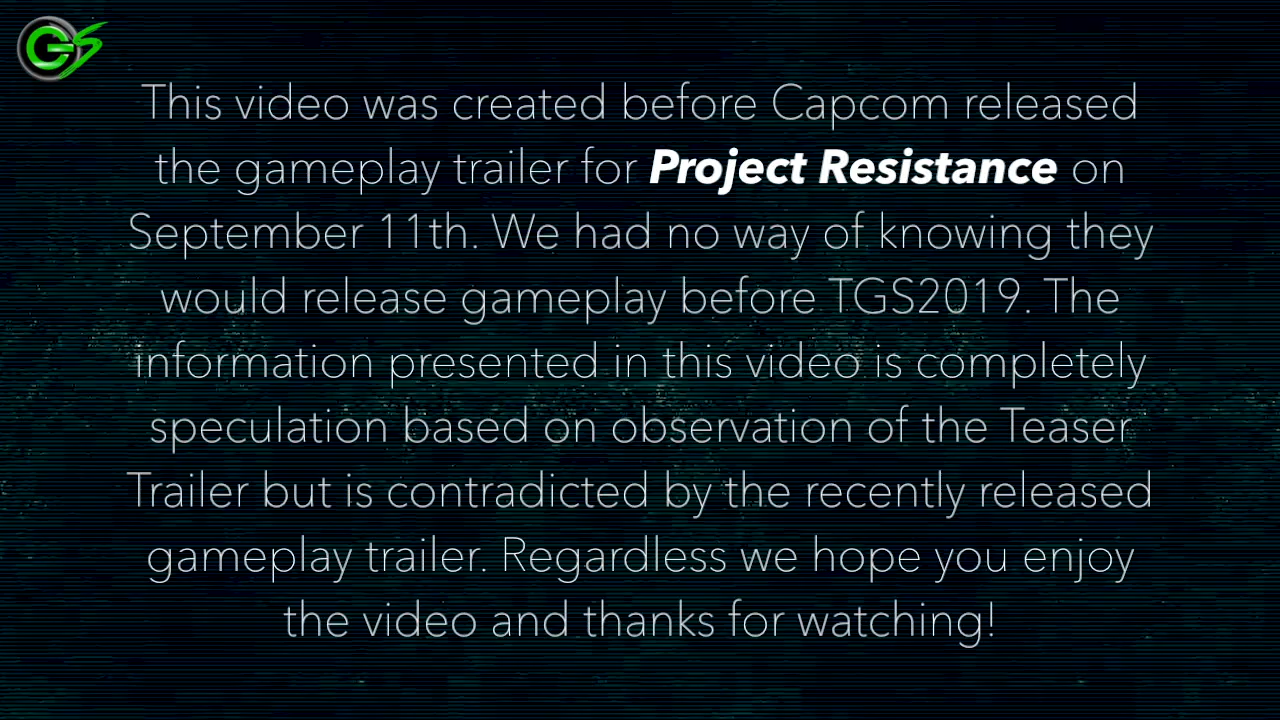 GS
This video was created before Capcom released
the gameplay trailer for Project Resistance on
September 11th. We had no way of knowing they
would release gameplay before TGS2019. The
information presented in this video is completely
speculation based on observation of the Teaser
Trailer but is contradicted by the recently released
gameplay trailer. Regardless we hope you enjoy
the video and thanks for watching!